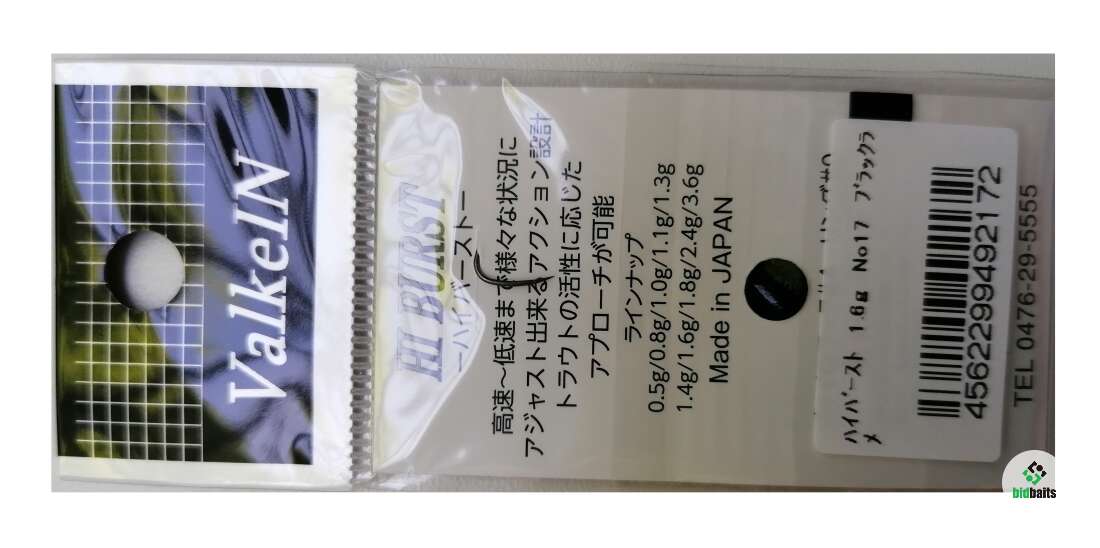 ValkeIN
HI BURST
ーハイバーストー
高速～低速まで様々な状況に
アジャスト出来るアクション設計
トラウトの活性に応じた
アプローチが可能
ラインナップ
0.5g/0.8g/1.0g/1.1g/1.3g
1.4g/1.6g/1.8g/2.4g/3.6g
Made in JAPAN
ハイバースト 1.6g No17 ブラックラ
メ
4562299492172
TEL 0476-29-5555
bidbaits